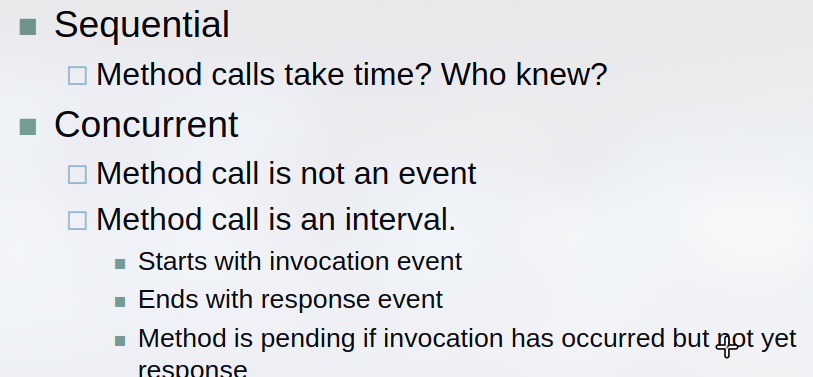 Sequential
Method calls take time? Who knew?
Concurrent
Method call is not an event
Method call is an interval.
Starts with invocation event
Ends with response event
Method is pending if invocation has occurred but not yet
response